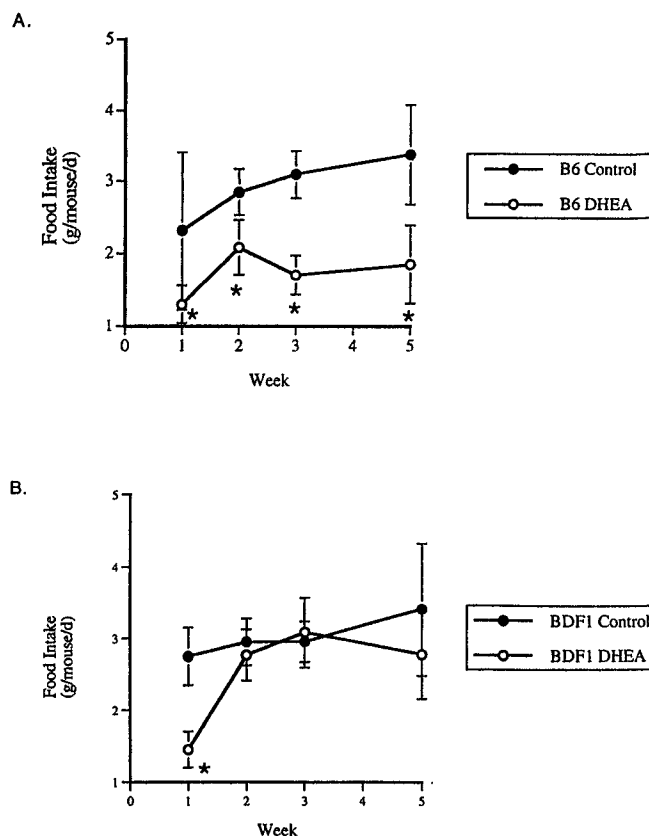 A.
5
4
3
2
1
Food Intake
(g/mouse/d)
*
*
*
*
0 1 2 3 4 5
Week
B6 Control
B6 DHEA
B.
5
4
3
2
1
Food Intake
(g/mouse/d)
*
0 1 2 3 4 5
Week
BDF1 Control
BDF1 DHEA